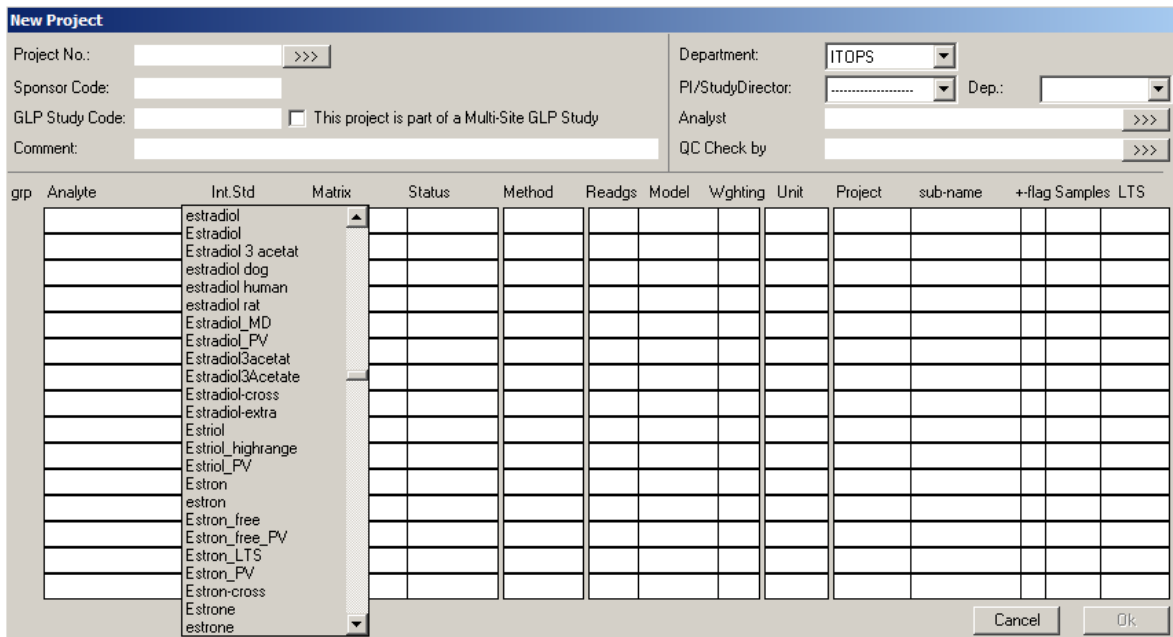 New Project
Project No.: >>> Department: ITOPS
Sponsor Code: PI/StudyDirector: -------------------- Dep.:
GLP Study Code: This project is part of a Multi-Site GLP Study Analyst >>>
Comment: QC Check by >>>
grp Analyte Int.Std Matrix Status Method Readgs Model Wghting Unit Project sub-name +-flag Samples LTS
estradiol
Estradiol
Estradiol 3 acetat
estradiol dog
estradiol human
estradiol rat
Estradiol_MD
Estradiol_PV
Estradiol3acetat
Estradiol3Acetate
Estradiol-cross
Estradiol-extra
Estriol
Estriol_highrange
Estriol_PV
Estron
estron
Estron_free
Estron_free_PV
Estron_LTS
Estron_PV
Estron-cross
Estrone
estrone
Cancel Ok